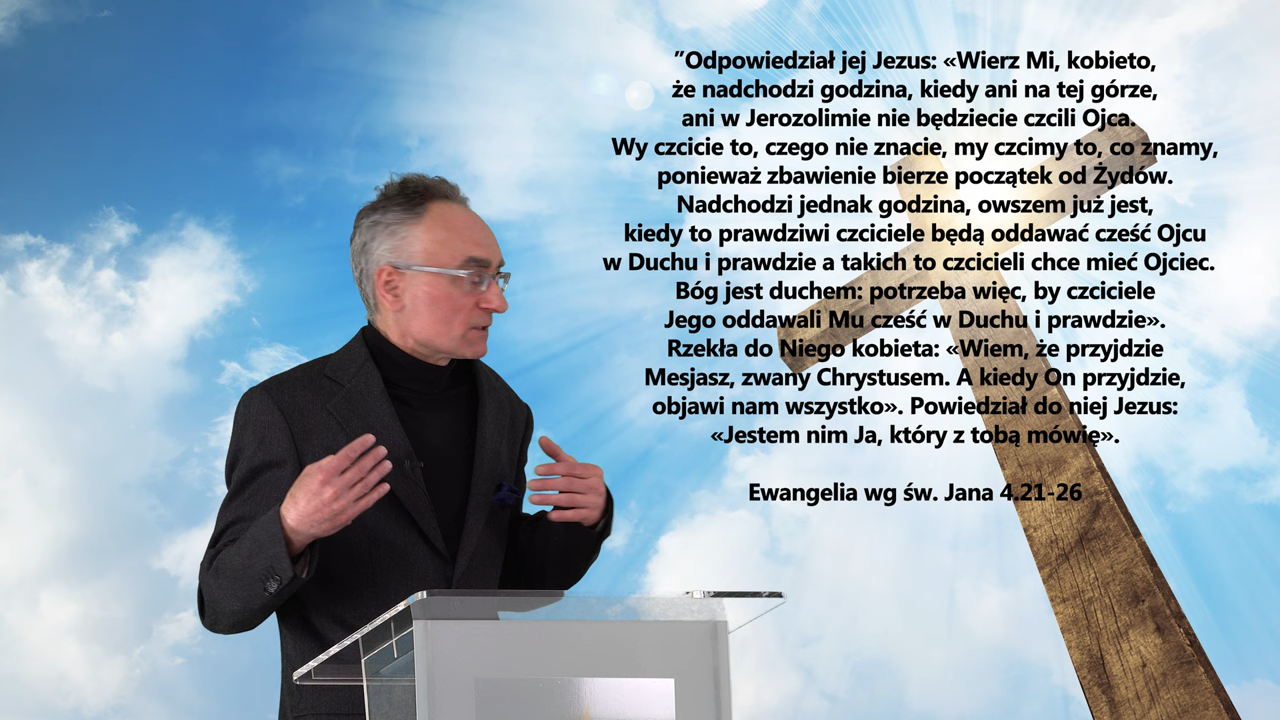 ”Odpowiedział jej Jezus: «Wierz Mi, kobieto,
że nadchodzi godzina, kiedy ani na tej górze,
ani w Jerozolimie nie będziecie czcili Ojca.
Wy czcicie to, czego nie znacie, my czcimy to, co znamy,
ponieważ zbawienie bierze początek od Żydów.
Nadchodzi jednak godzina, owszem już jest,
kiedy to prawdziwi czciciele będą oddawać cześć Ojcu
w Duchu i prawdzie a takich to czcicieli chce mieć Ojciec.
Bóg jest duchem: potrzeba więc, by czciciele
Jego oddawali Mu cześć w Duchu i prawdzie».
Rzekła do Niego kobieta: «Wiem, że przyjdzie
Mesjasz, zwany Chrystusem. A kiedy On przyjdzie,
objawi nam wszystko». Powiedział do niej Jezus:
«Jestem nim Ja, który z tobą mówię».
Ewangelia wg św. Jana 4.21-26